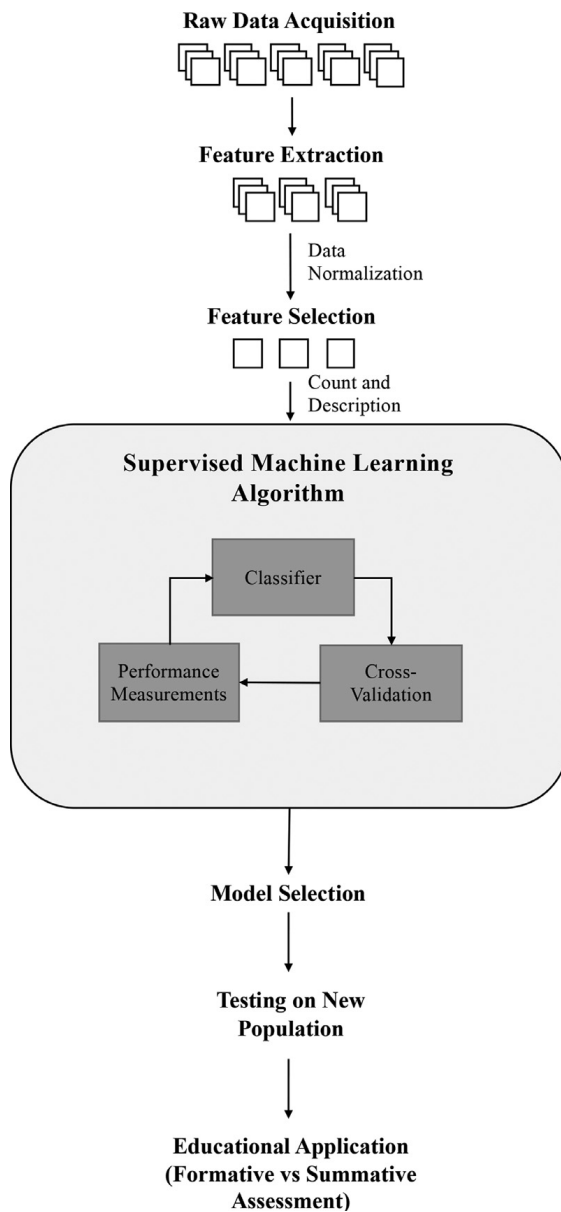 Raw Data Acquisition
Feature Extraction
Data
Normalization
Feature Selection
Count and
Description
Supervised Machine Learning
Algorithm
Classifier
Performance
Measurements
Cross-
Validation
Model Selection
Testing on New
Population
Educational Application
(Formative vs Summative
Assessment)